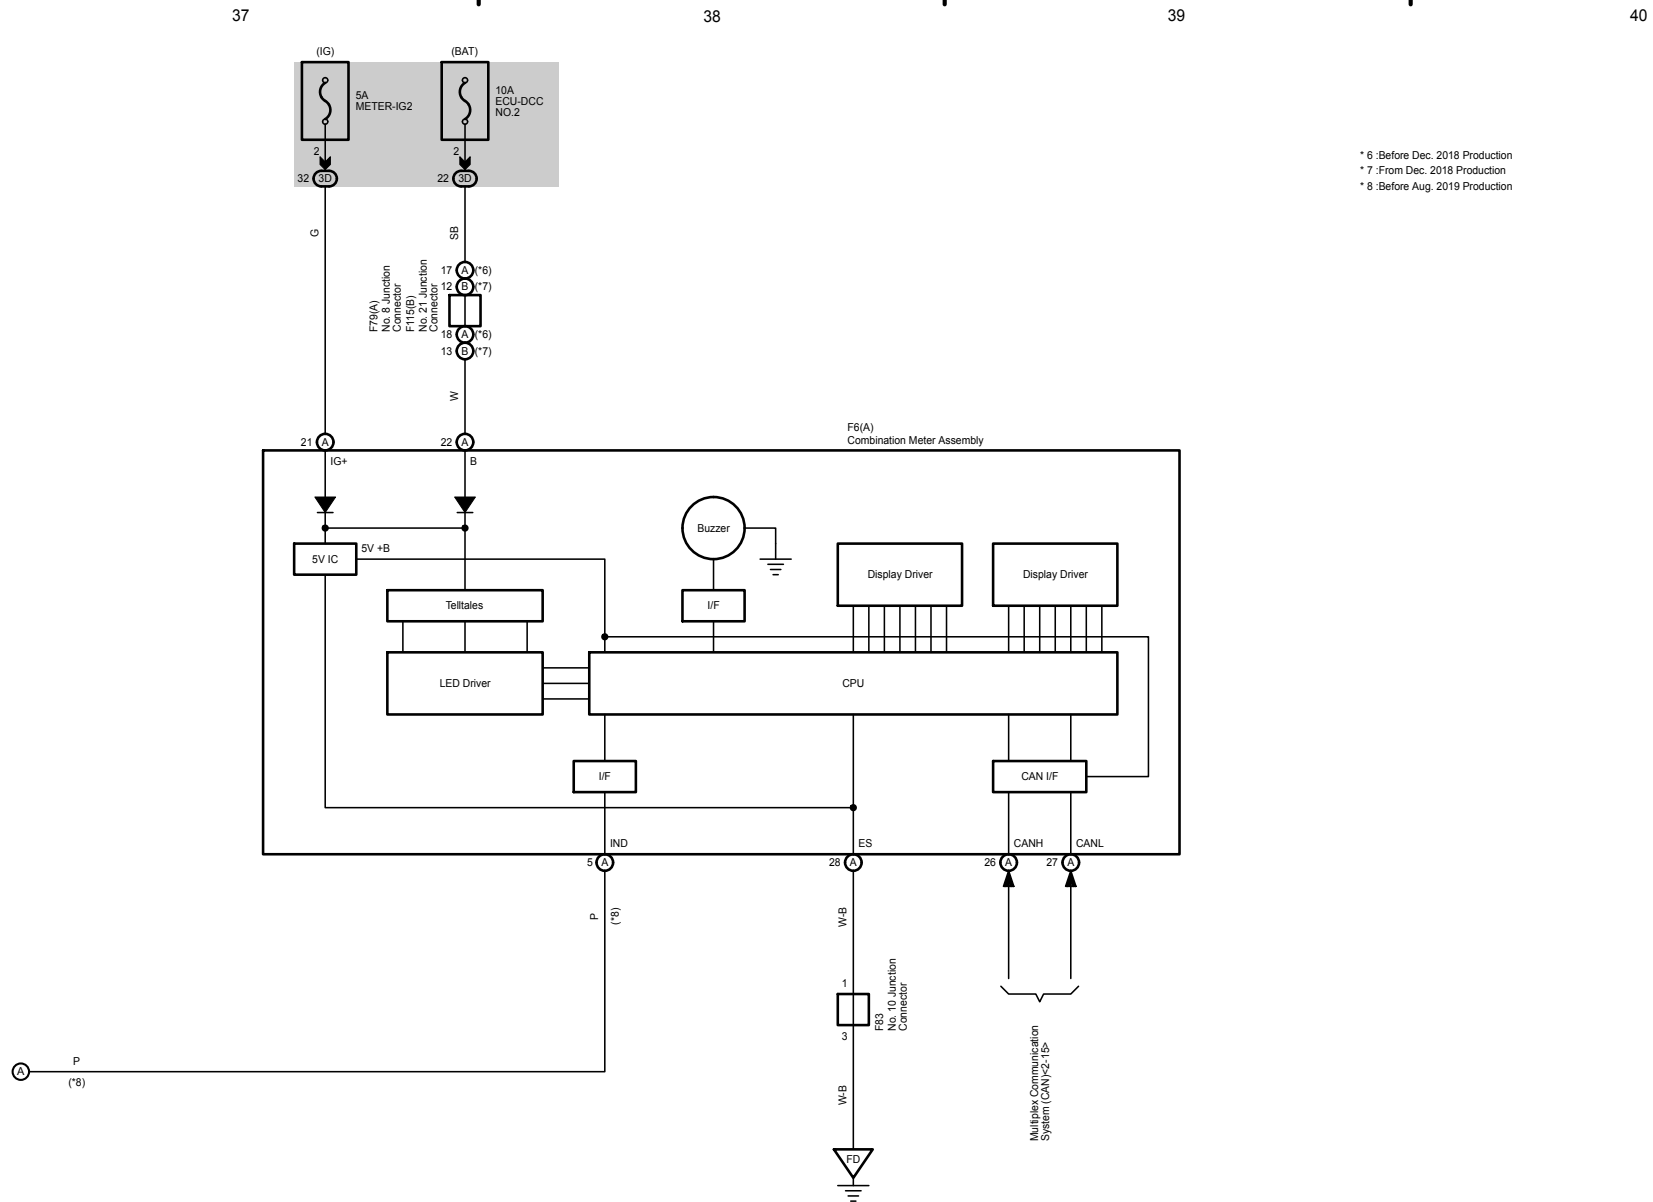 37
38
39
40
(IG)
(BAT)
5A
METER-IG2
10A
ECU-DCC
NO.2
2
2
32 3D
22 3D
* 6 :Before Dec. 2018 Production
* 7 :From Dec. 2018 Production
* 8 :Before Aug. 2019 Production
G
SB
F79(A)
No. 8 Junction
Connector
F115(B)
No. 21 Junction
Connector
17 A (*6)
12 B (*7)
18 A (*6)
13 B (*7)
W
F6(A)
Combination Meter Assembly
21 A
22 A
IG+
B
Buzzer
5V IC
5V +B
Display Driver
Display Driver
Telltales
I/F
LED Driver
CPU
I/F
CAN I/F
IND
ES
CANH
CANL
5 A
28 A
26 A
27 A
P
(*8)
W-B
1
F83
No. 10 Junction
Connector
3
Multiplex Communication
System (CAN)<2-15>
A
P
(*8)
W-B
FD